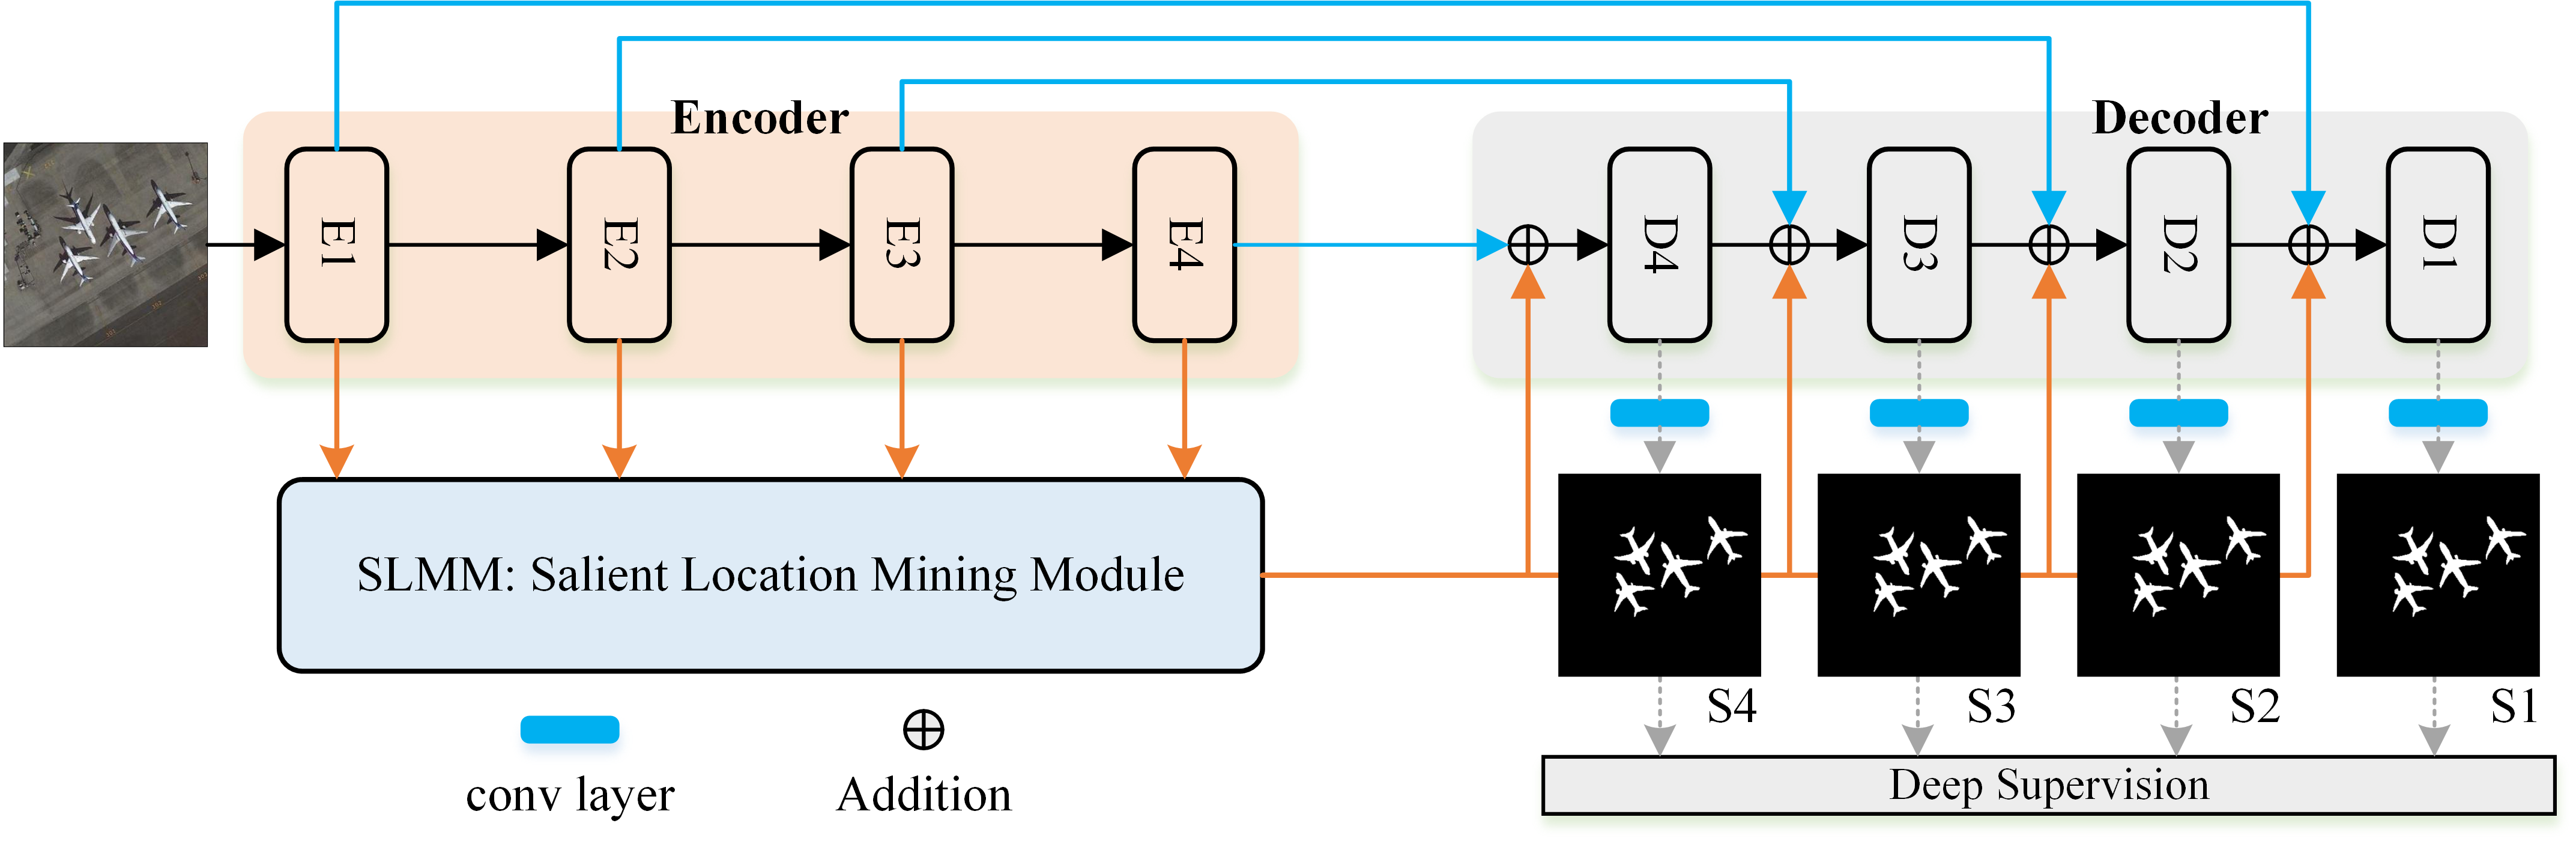 Encoder
Decoder
E1
E2
E3
E4
D4
D3
D2
D1
SLMM: Salient Location Mining Module
S4
S3
S2
S1
conv layer
Addition
Deep Supervision